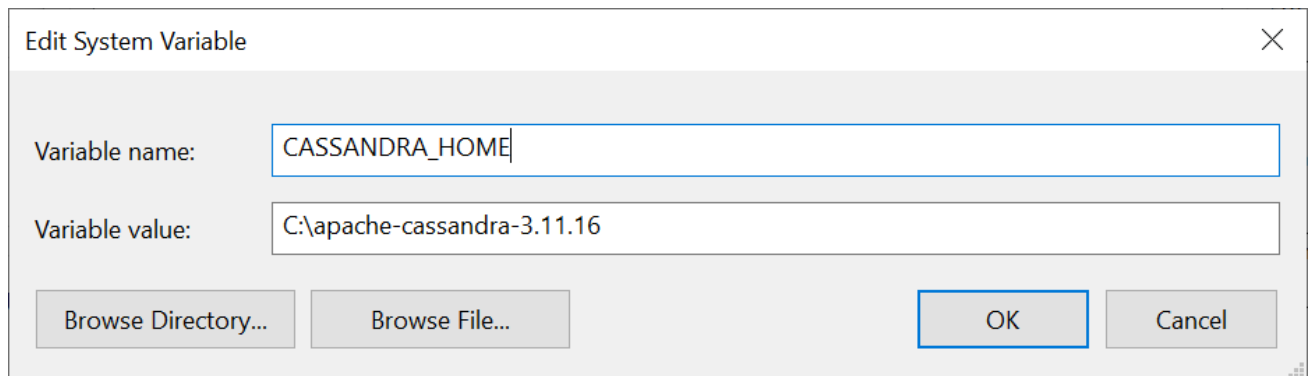 Edit System Variable
Variable name: CASSANDRA_HOME
Variable value: C:\apache-cassandra-3.11.16
Browse Directory... Browse File... OK Cancel